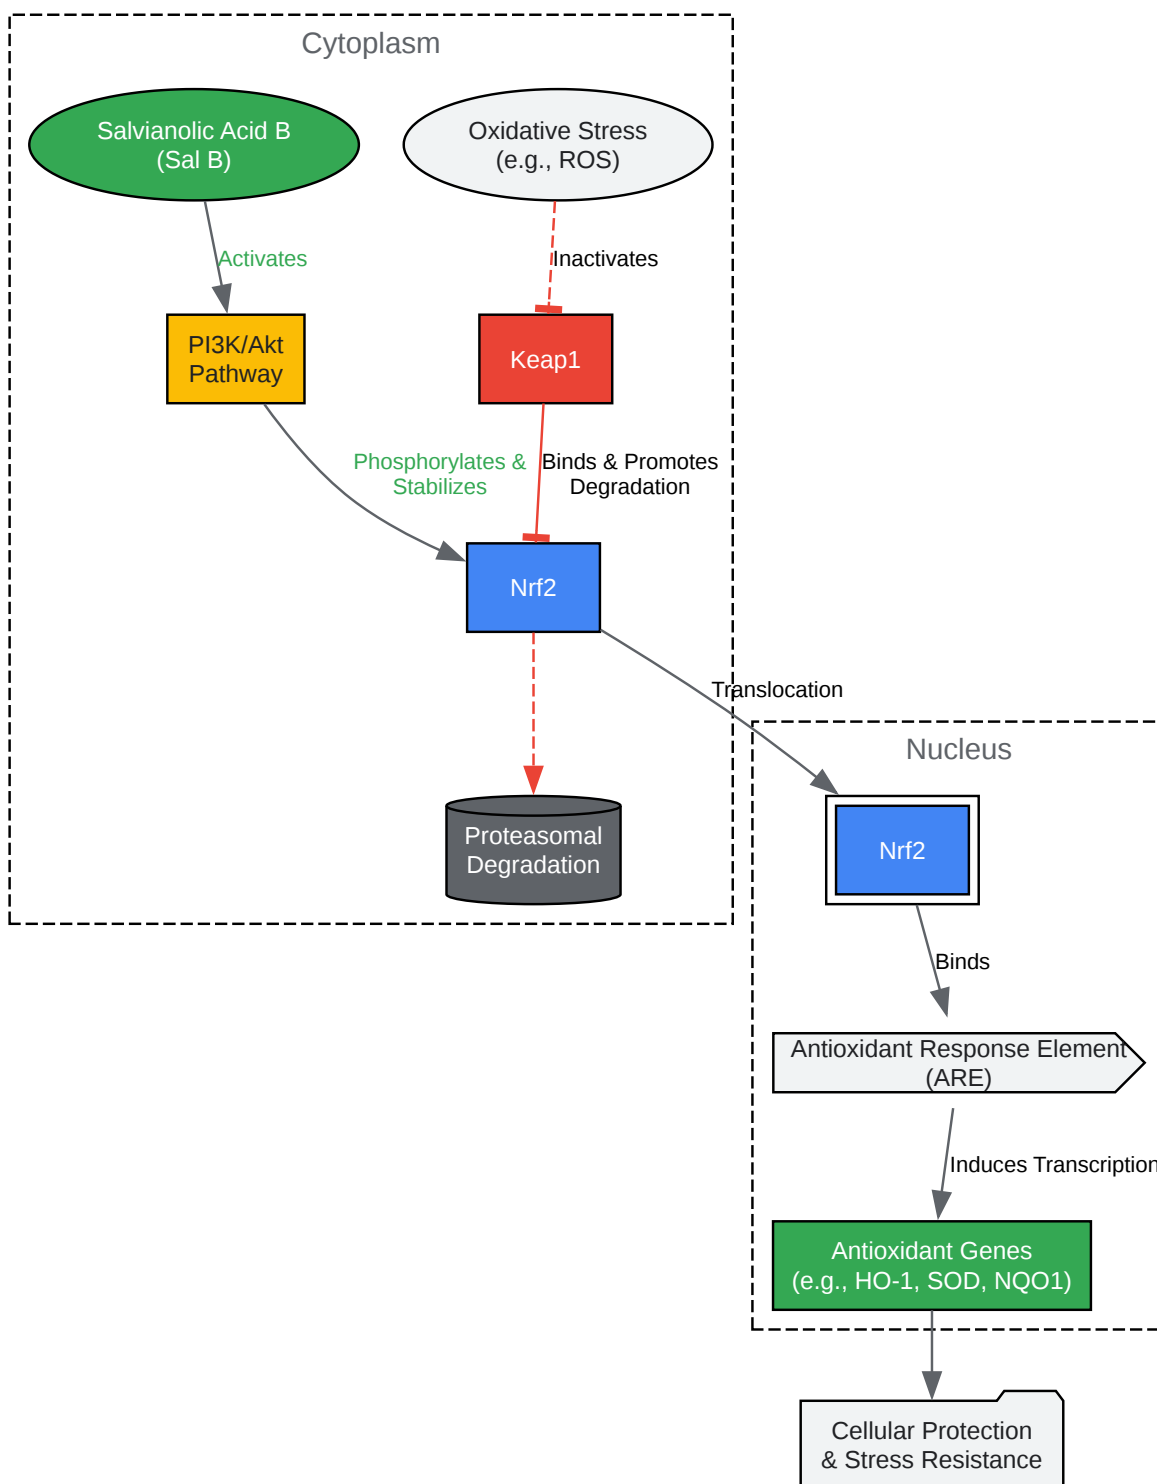 Cytoplasm
Salvianolic Acid B
(Sal B)
Oxidative Stress
(e.g., ROS)
Activates
Inactivates
PI3K/Akt
Pathway
Keap1
Phosphorylates &
Stabilizes
Binds & Promotes
Degradation
Nrf2
Translocation
Proteasomal
Degradation
Nucleus
Nrf2
Binds
Antioxidant Response Element
(ARE)
Induces Transcription
Antioxidant Genes
(e.g., HO-1, SOD, NQO1)
Cellular Protection
& Stress Resistance